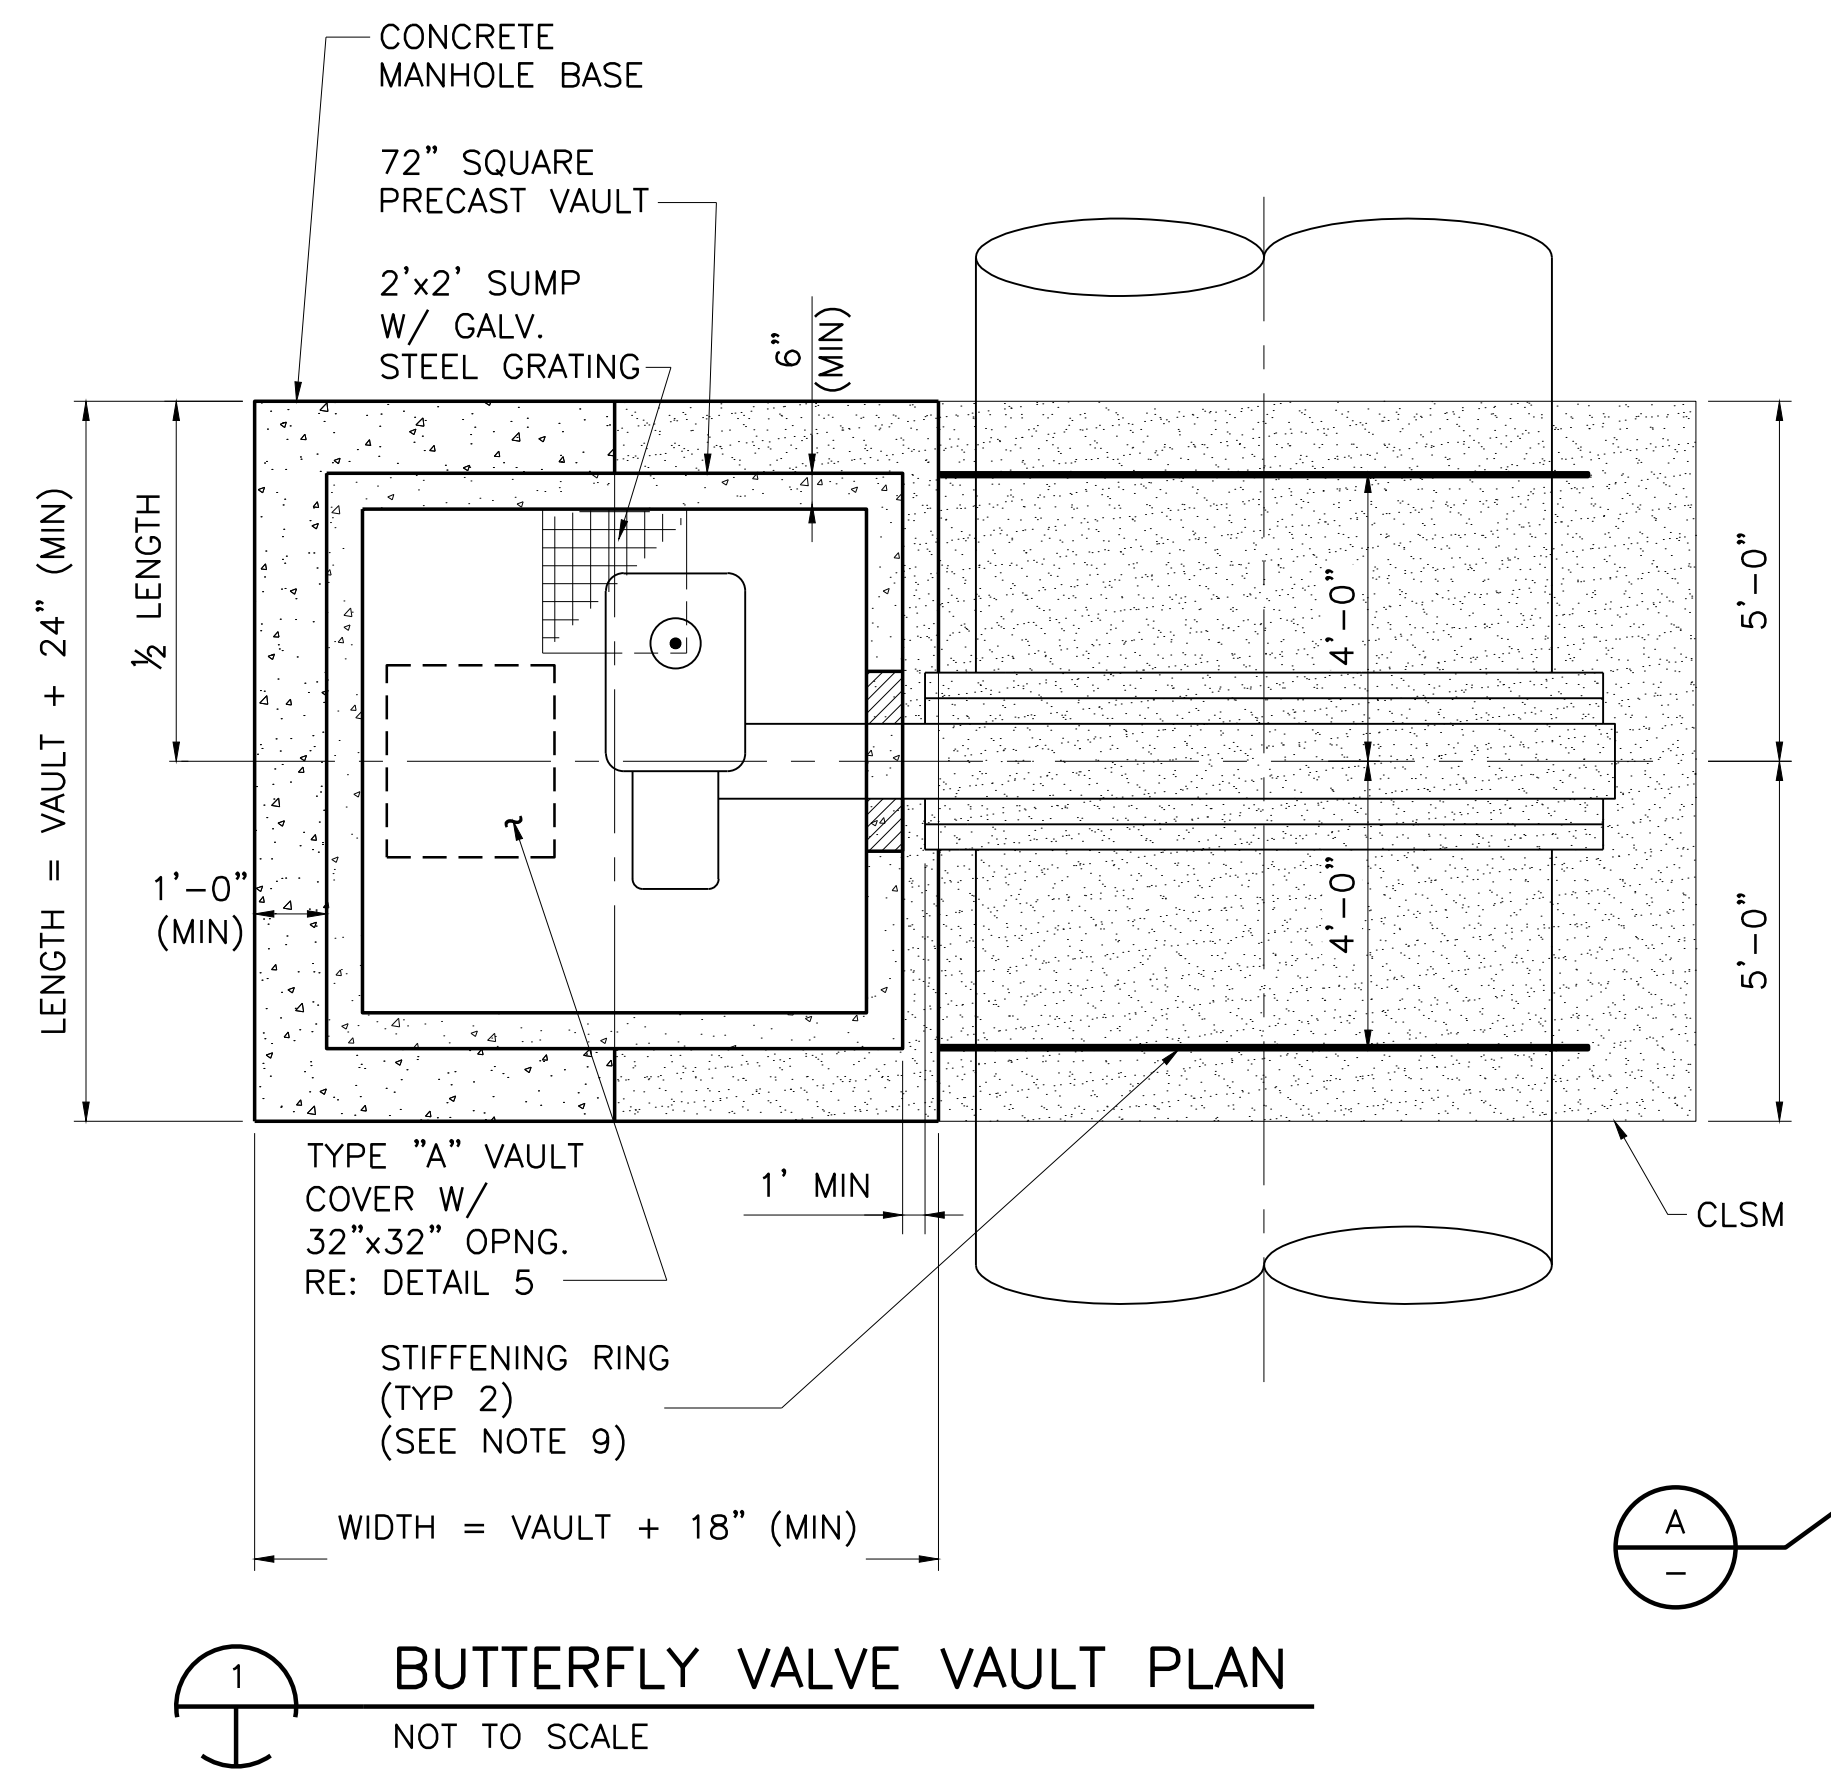 CONCRETE
MANHOLE BASE
72" SQUARE
PRECAST VAULT
2'x2' SUMP
W/ GALV.
STEEL GRATING
6"
(MIN)
LENGTH = VAULT + 24" (MIN)
½ LENGTH
1'-0"
(MIN)
4'-0"
4'-0"
5'-0"
5'-0"
TYPE "A" VAULT
COVER W/
32"x32" OPNG.
RE: DETAIL 5
1' MIN
CLSM
STIFFENING RING
(TYP 2)
(SEE NOTE 9)
WIDTH = VAULT + 18" (MIN)
A
–
1
BUTTERFLY VALVE VAULT PLAN
NOT TO SCALE